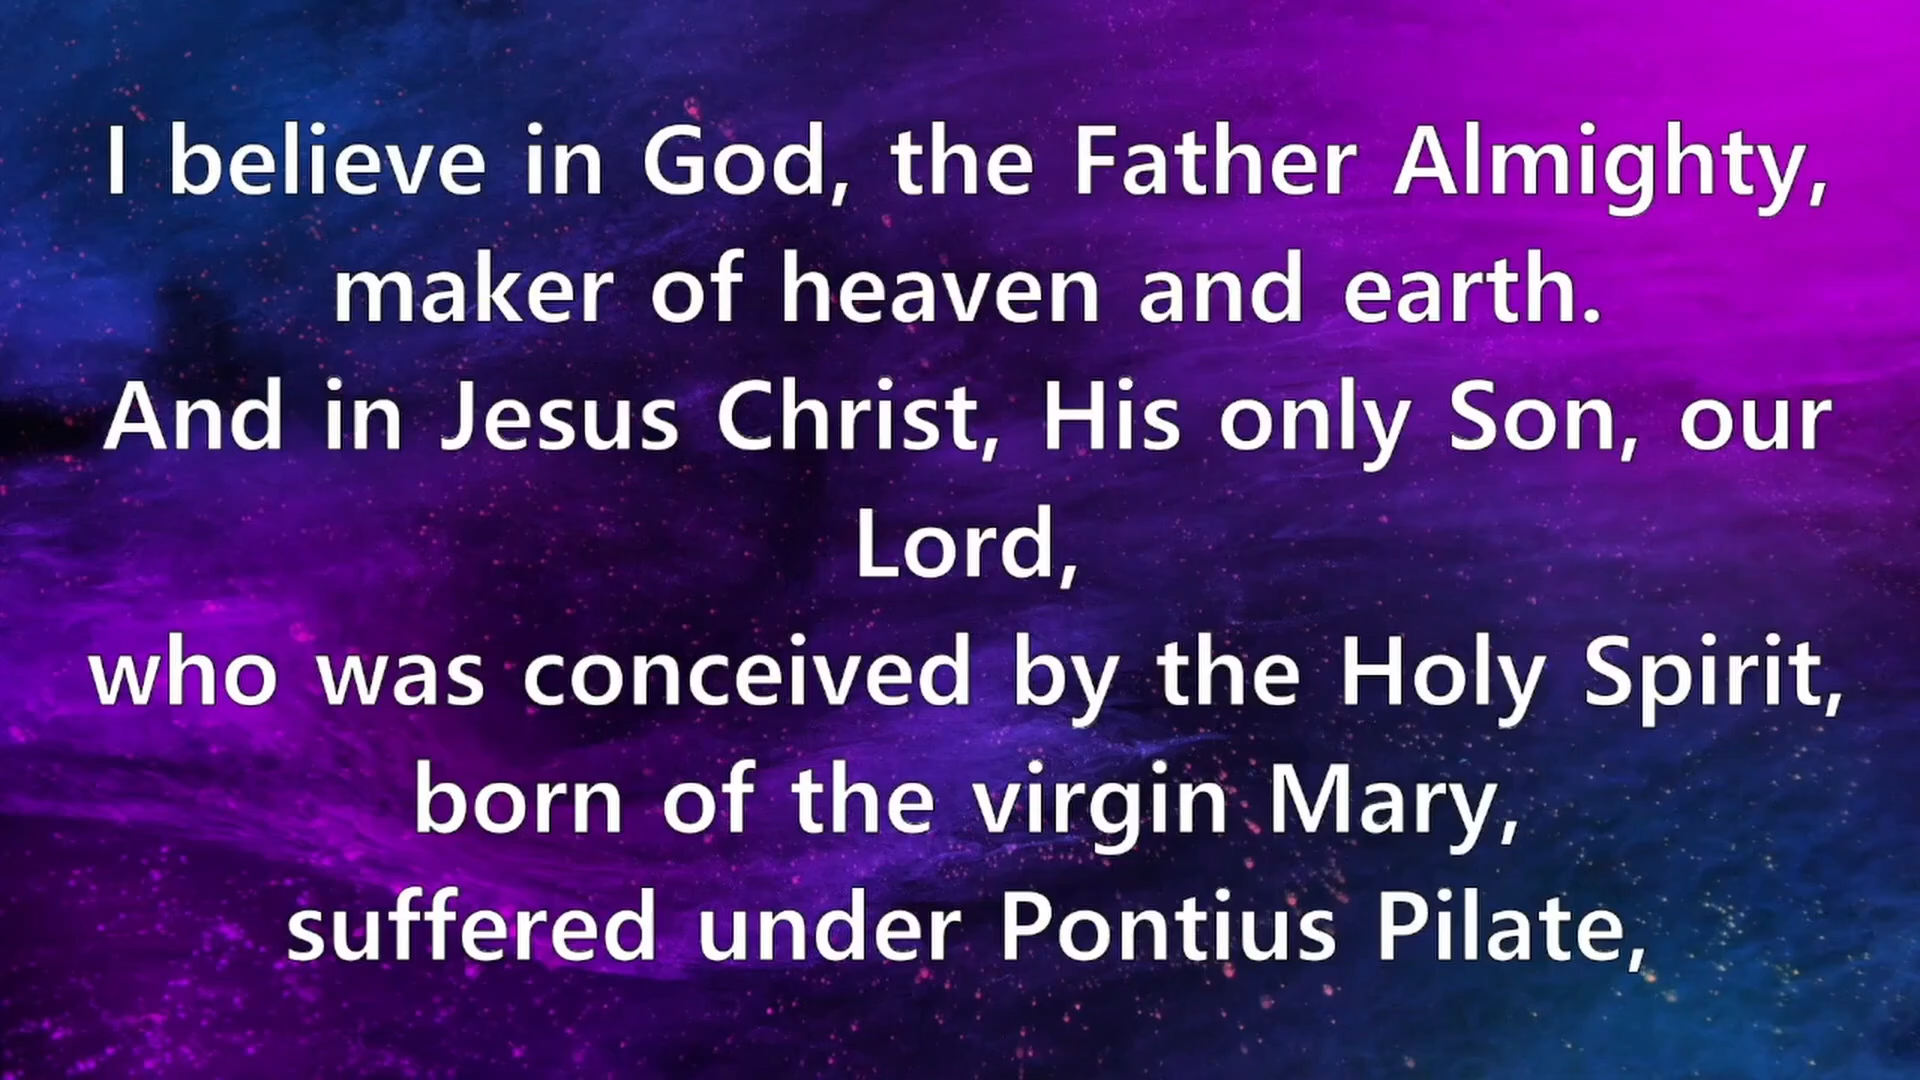 I believe in God, the Father Almighty,
maker of heaven and earth.
And in Jesus Christ, His only Son, our
Lord,
who was conceived by the Holy Spirit,
born of the virgin Mary,
suffered under Pontius Pilate,